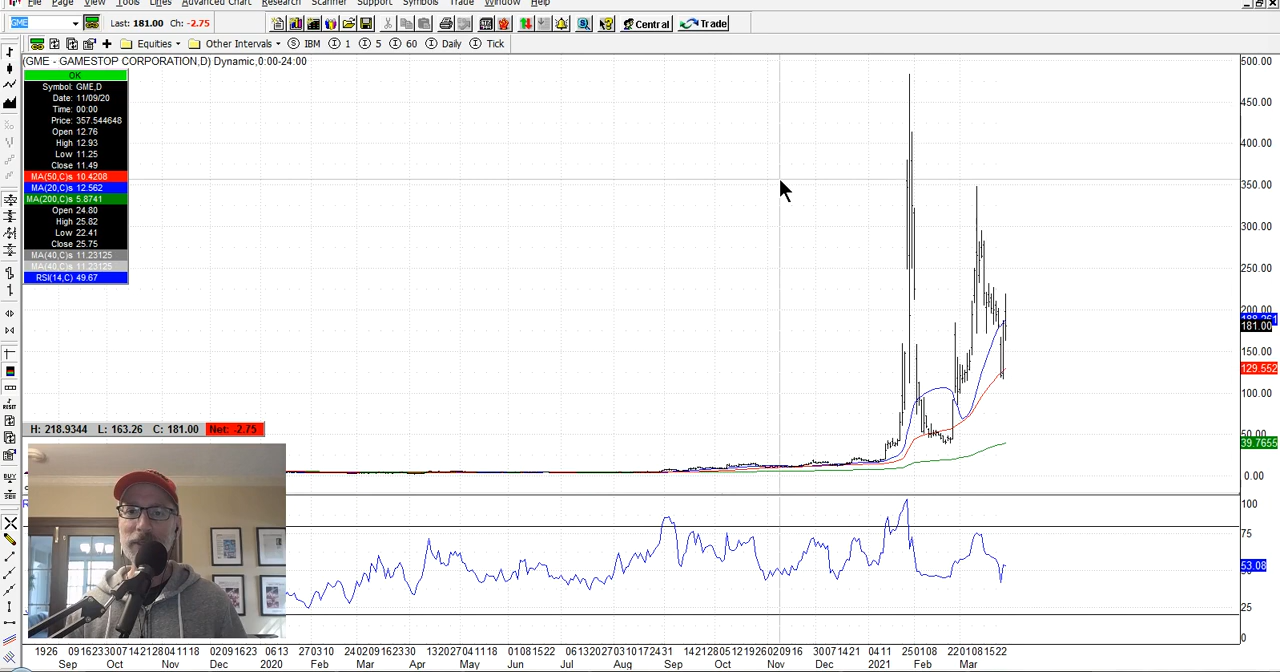 File Page View Tools Lines Advanced Chart Research Scanner Support Symbols Trade Window Help
GME Last: 181.00 Ch: -2.75 Central Trade
+ Equities Other Intervals S IBM I 1 I 5 I 60 I Daily I Tick
(GME - GAMESTOP CORPORATION,D) Dynamic,0:00-24:00
OK
Symbol: GME,D
Date: 11/09/20
Time: 00:00
Price: 357.544648
Open 12.76
High 12.93
Low 11.25
Close 11.49
MA(50,C)s 10.4208
MA(20,C)s 12.562
MA(200,C)s 5.8741
Open 24.80
High 25.82
Low 22.41
Close 25.75
MA(40,C)s 11.23125
MA(40,C)s 11.23125
RSI(14,C) 49.67
500.00
450.00
400.00
350.00
300.00
250.00
200.00
181.00
150.00
129.552
100.00
39.7655
0.00
H: 218.9344 L: 163.26 C: 181.00 Net: -2.75
RESET
BUY
100
75
53.08
25
0
Sep Oct Nov Dec 2020 Feb Mar Apr May Jun Jul Aug Sep Oct Nov Dec 2021 Feb Mar